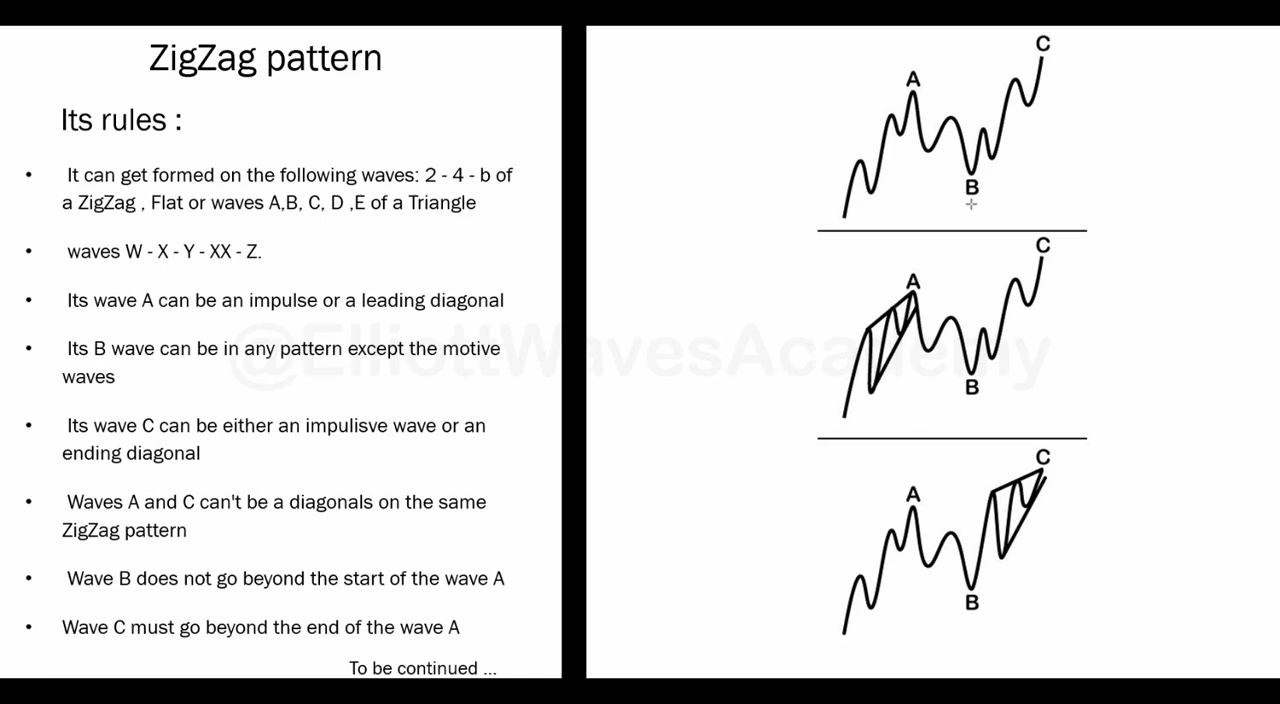 ZigZag pattern
Its rules :
• It can get formed on the following waves: 2 - 4 - b of
a ZigZag , Flat or waves A,B, C, D ,E of a Triangle
• waves W - X - Y - XX - Z.
• Its wave A can be an impulse or a leading diagonal
• Its B wave can be in any pattern except the motive
waves
• Its wave C can be either an impulisve wave or an
ending diagonal
• Waves A and C can't be a diagonals on the same
ZigZag pattern
• Wave B does not go beyond the start of the wave A
• Wave C must go beyond the end of the wave A
To be continued ...
@ElliottWavesAcademy
C
A
B
C
A
B
C
A
B